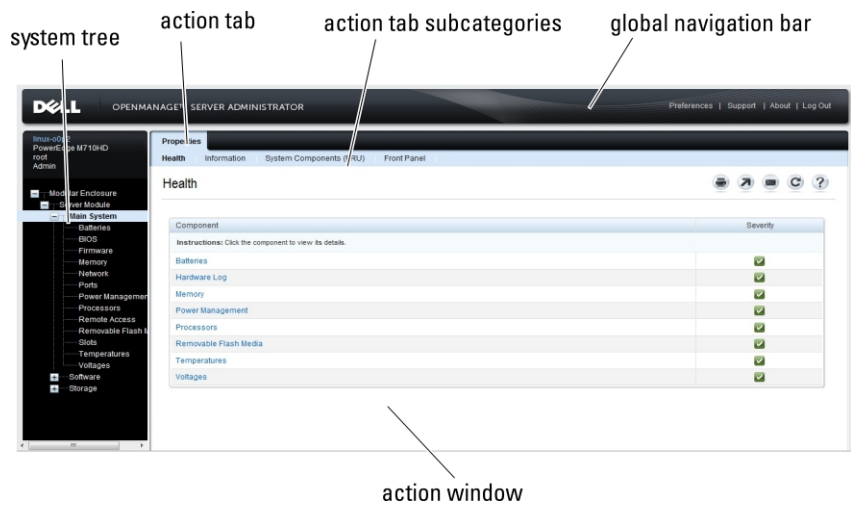 system tree
action tab
action tab subcategories
global navigation bar
DELL
OPENMANAGE™ SERVER ADMINISTRATOR
Preferences | Support | About | Log Out
PowerEdge M710HD
root
Admin
Properties
Health Information System Components (FRU) Front Panel
Health
Modular Enclosure
Server Module
Main System
Batteries
BIOS
Firmware
Memory
Network
Ports
Power Managemen
Processors
Remote Access
Removable Flash M
Slots
Temperatures
Voltages
Software
Storage
Component Severity
Instructions: Click the component to view its details.
Batteries
Hardware Log
Memory
Power Management
Processors
Removable Flash Media
Temperatures
Voltages
action window